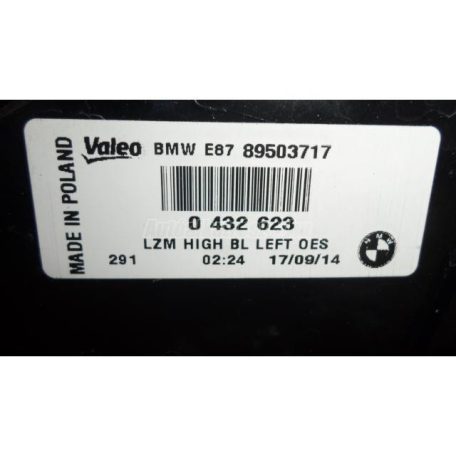 MADE IN POLAND
Valeo BMW E87 89503717
0 432 623
LZM HIGH BL LEFT OES
291 02:24 17/09/14
BMW